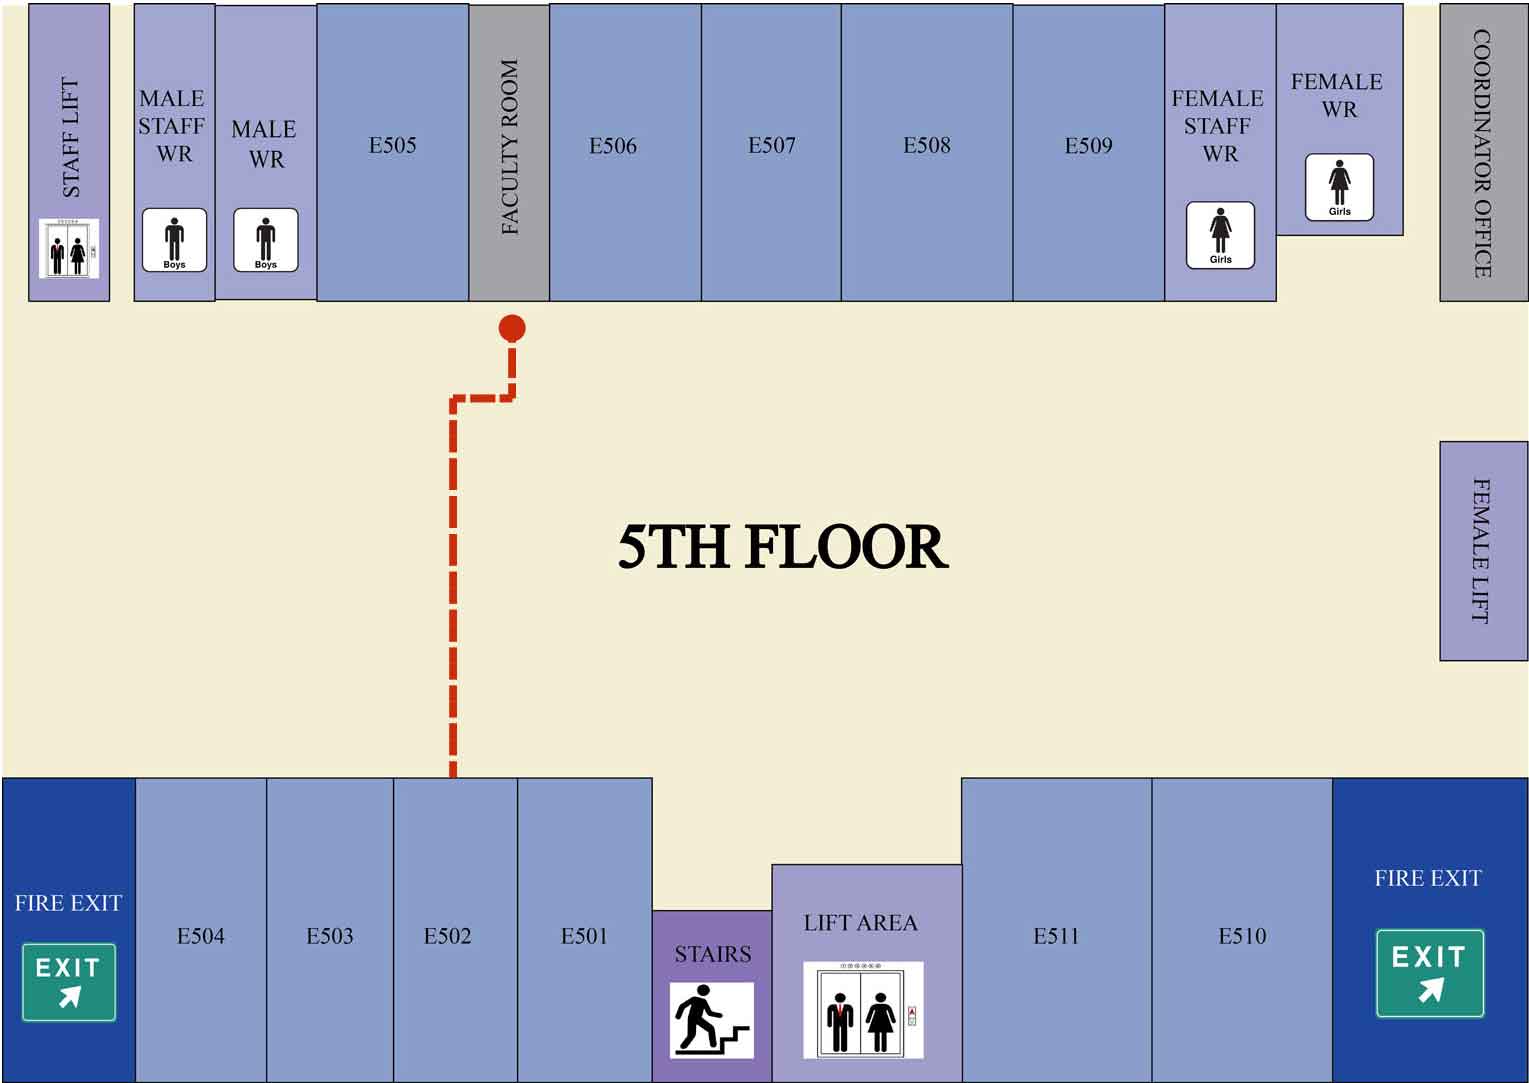 STAFF LIFT
MALE
STAFF
WR
Boys
MALE
WR
Boys
E505
FACULTY ROOM
E506
E507
E508
E509
FEMALE
STAFF
WR
Girls
FEMALE
WR
Girls
COORDINATOR OFFICE
5TH FLOOR
FEMALE LIFT
FIRE EXIT
EXIT
E504
E503
E502
E501
STAIRS
LIFT AREA
E511
E510
FIRE EXIT
EXIT